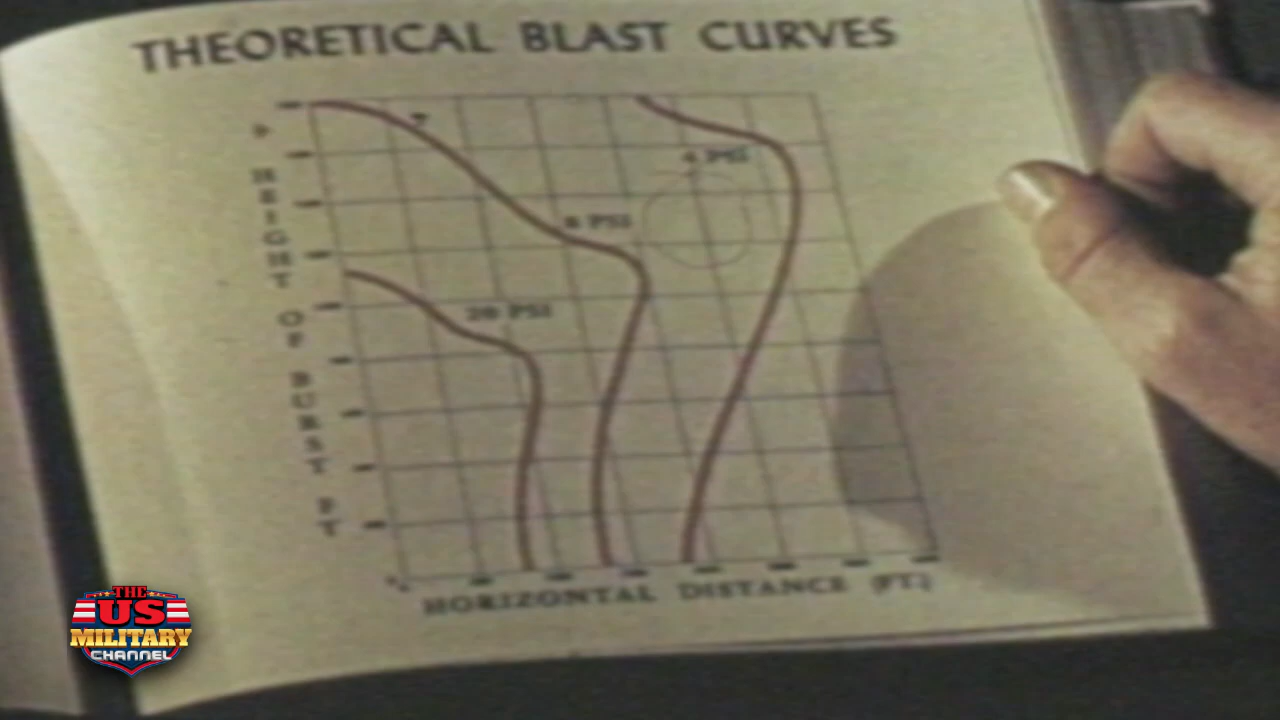 THEORETICAL BLAST CURVES
4 PSI
8 PSI
20 PSI
HEIGHT OF BURST FT
HORIZONTAL DISTANCE (FT)
THE
US
MILITARY
CHANNEL